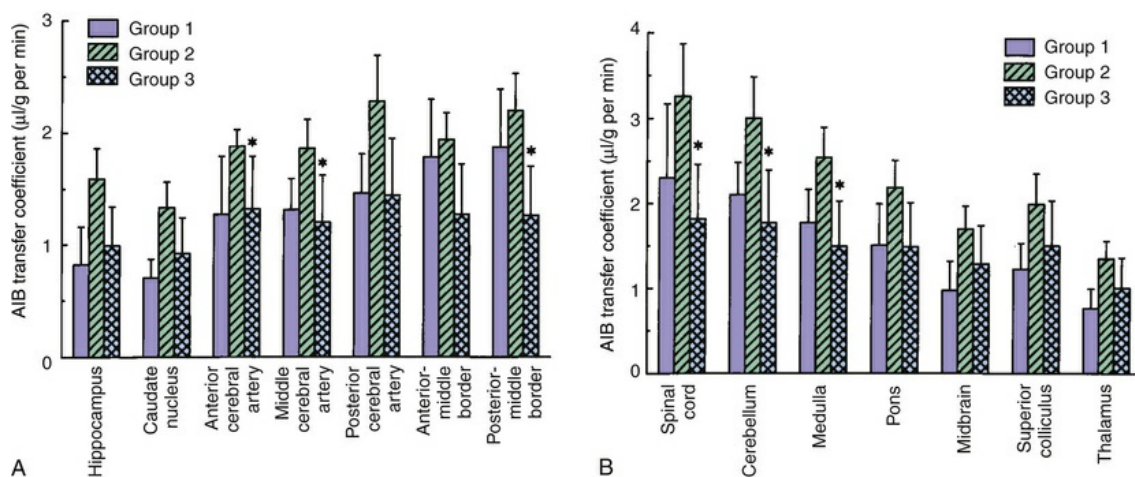 AIB transfer coefficient (μl/g per min)
3
2
1
0
Group 1
Group 2
Group 3
*
*
*
Hippocampus
Caudate
nucleus
Anterior
cerebral
artery
Middle
cerebral
artery
Posterior
cerebral
artery
Anterior-
middle
border
Posterior-
middle
border
A
AIB transfer coefficient (μl/g per min)
4
3
2
1
0
Group 1
Group 2
Group 3
*
*
*
Spinal
cord
Cerebellum
Medulla
Pons
Midbrain
Superior
colliculus
Thalamus
B